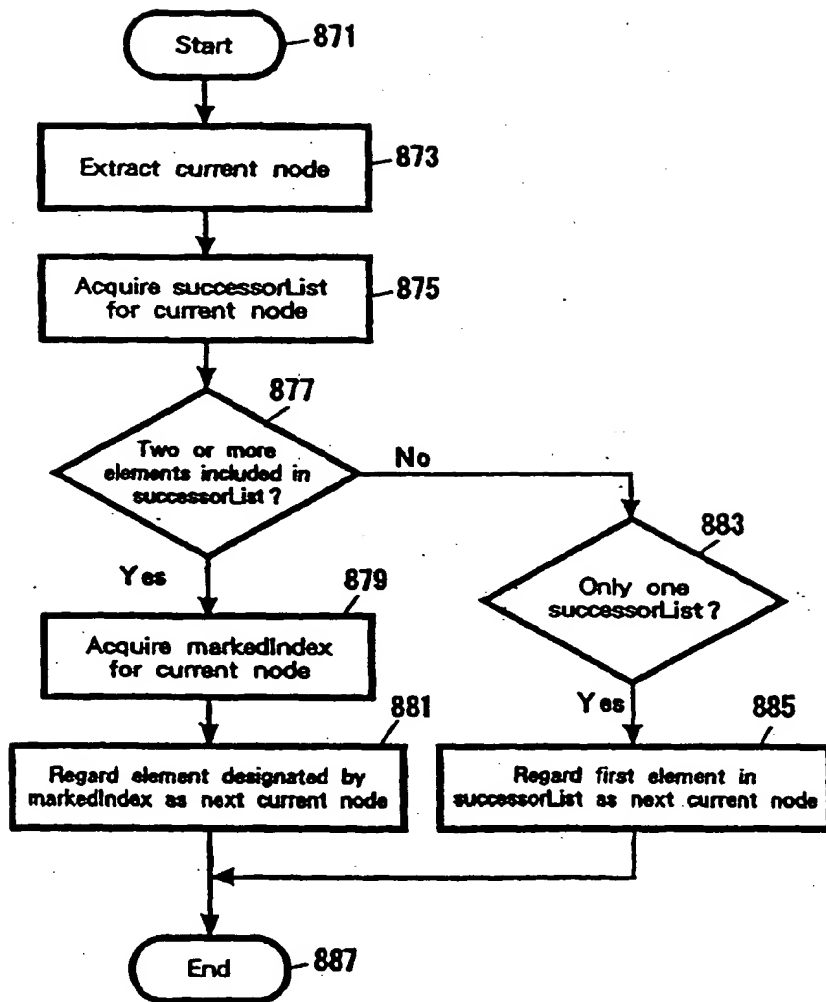 Start
871
Extract current node
873
Acquire successorList
for current node
875
877
Two or more
elements included in
successorList?
No
883
Only one
successorList?
Yes
879
Acquire markedIndex
for current node
Yes
881
885
Regard element designated by
markedIndex as next current node
Regard first element in
successorList as next current node
End
887